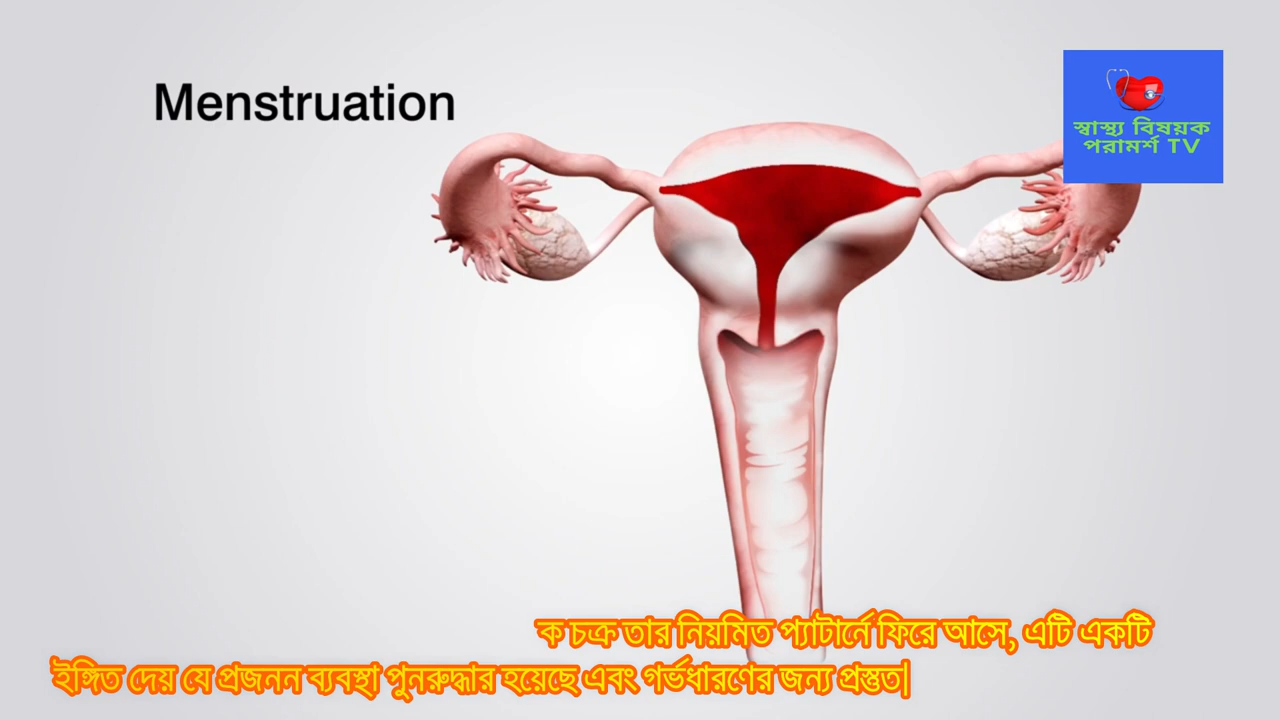 Menstruation
স্বাস্থ্য বিষয়ক
পরামর্শ TV
ক চক্র তার নিয়মিত প্যাটার্নে ফিরে আসে, এটি একটি
ইঙ্গিত দেয় যে প্রজনন ব্যবস্থা পুনরুদ্ধার হয়েছে এবং গর্ভধারণের জন্য প্রস্তুত|